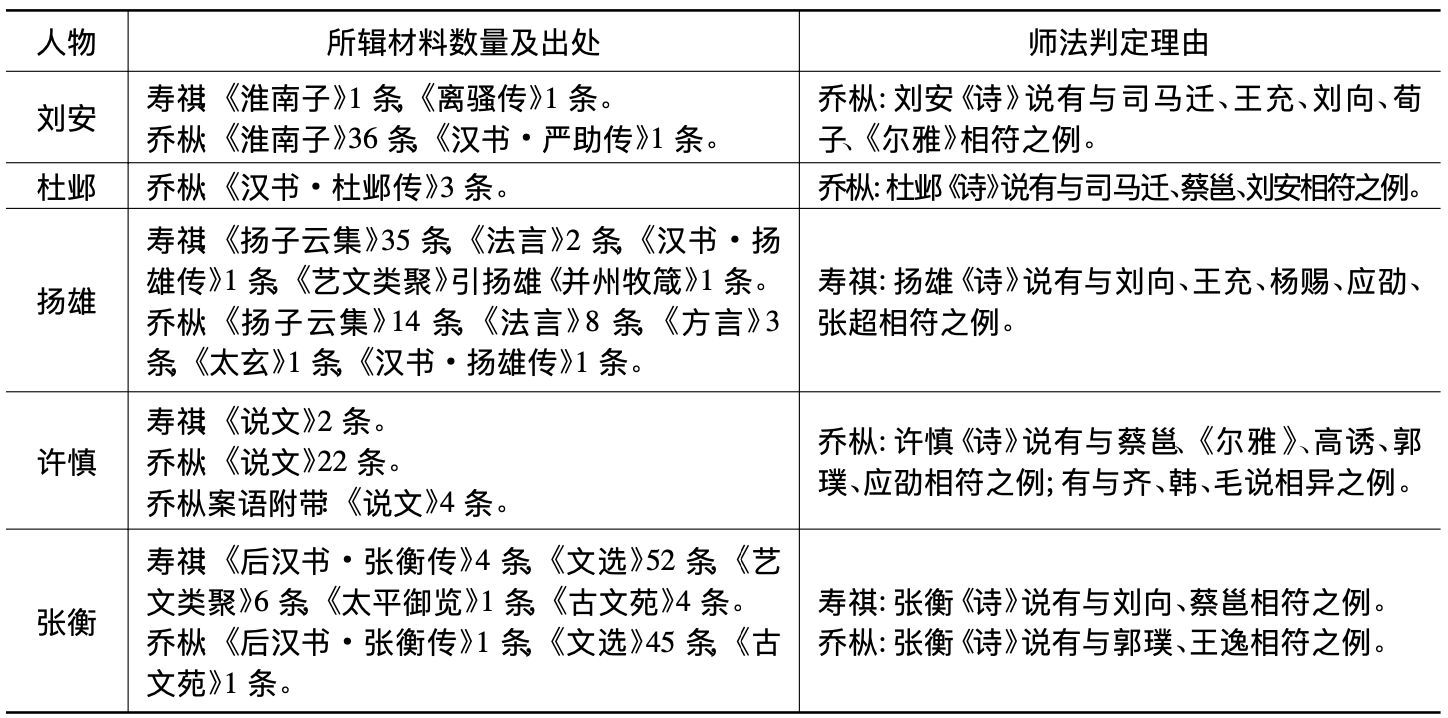 人物 所辑材料数量及出处 师法判定理由
刘安
寿祺:《淮南子》1 条,《离骚传》1 条。
乔枞:《淮南子》36 条,《汉书·严助传》1 条。
乔枞: 刘安《诗》说有与司马迁、王充、刘向、荀
子、《尔雅》相符之例。
杜邺
乔枞:《汉书·杜邺传》3 条。
乔枞: 杜邺《诗》说有与司马迁、蔡邕、刘安相符之例。
扬雄
寿祺:《扬子云集》35 条,《法言》2 条,《汉书·扬
雄传》1 条,《艺文类聚》引扬雄《并州牧箴》1 条。
乔枞:《扬子云集》14 条,《法言》8 条,《方言》3
条,《太玄》1 条,《汉书·扬雄传》1 条。
寿祺: 扬雄《诗》说有与刘向、王充、杨赐、应劭、
张超相符之例。
许慎
寿祺:《说文》2 条。
乔枞:《说文》22 条。
乔枞案语附带:《说文》4 条。
乔枞: 许慎《诗》说有与蔡邕、《尔雅》、高诱、郭
璞、应劭相符之例; 有与齐、韩、毛说相异之例。
张衡
寿祺:《后汉书·张衡传》4 条,《文选》52 条,《艺
文类聚》6 条,《太平御览》1 条,《古文苑》4 条。
乔枞:《后汉书·张衡传》1 条,《文选》45 条,《古
文苑》1 条。
寿祺: 张衡《诗》说有与刘向、蔡邕相符之例。
乔枞: 张衡《诗》说有与郭璞、王逸相符之例。